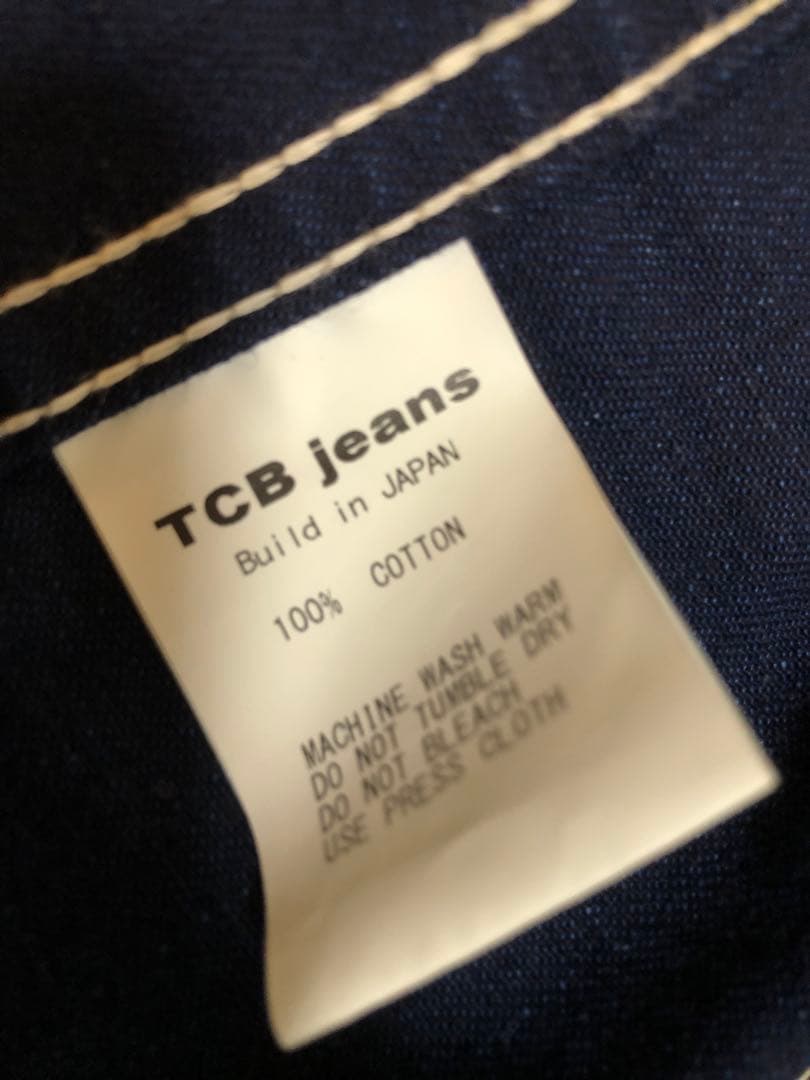 TCB jeans
Build in JAPAN
100% COTTON
MACHINE WASH WARM
DO NOT TUMBLE DRY
DO NOT BLEACH
USE PRESS CLOTH